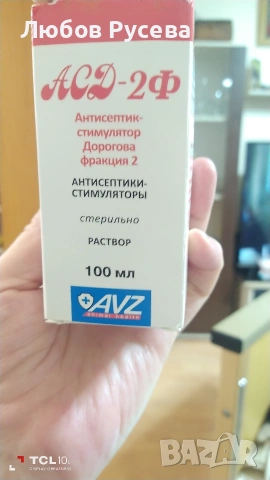 Любов Русева
АСД-2Ф
Антисептик-
стимулятор
Дорогова
фракция 2
АНТИСЕПТИКИ-
СТИМУЛЯТОРЫ
стерильно
РАСТВОР
100 мл
AVZ
animal health
TCL 10
BAZAR